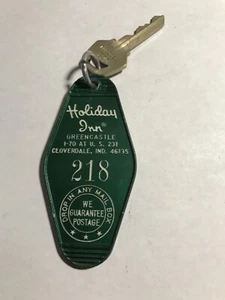 Holiday
Inn®
GREENCASTLE
I-70 AT U. S. 231
CLOVERDALE, IND. 46135
218
DROP IN ANY MAIL BOX
WE
GUARANTEE
POSTAGE